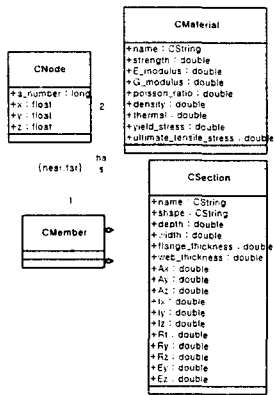 CNode
+a_number : long
+x : float
+y : float
+z : float
2
{near,far}
ha
s
1
CMember
CMaterial
+name : CString
+strength : double
+E_modulus : double
+G_modulus : double
+poisson_ratio : double
+density : double
+thermal : double
+yield_stress : double
+ultimate_tensile_stress : double
CSection
+name : CString
+shape : CString
+depth : double
+width : double
+flange_thickness : double
+web_thickness : double
+Ax : double
+Ay : double
+Az : double
+Ix : double
+Iy : double
+Iz : double
: double
+Ry : double
+Rz : double
+Ey : double
+Ez : double